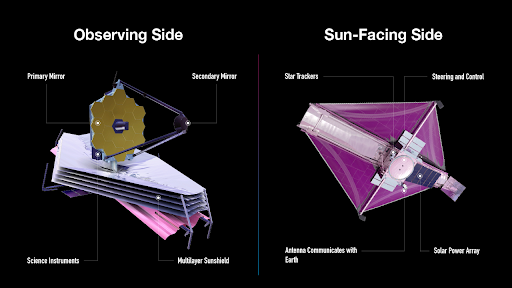 Observing Side
Primary Mirror
Secondary Mirror
Science Instruments
Multilayer Sunshield
Sun-Facing Side
Star Trackers
Steering and Control
Antenna Communicates with
Earth
Solar Power Array